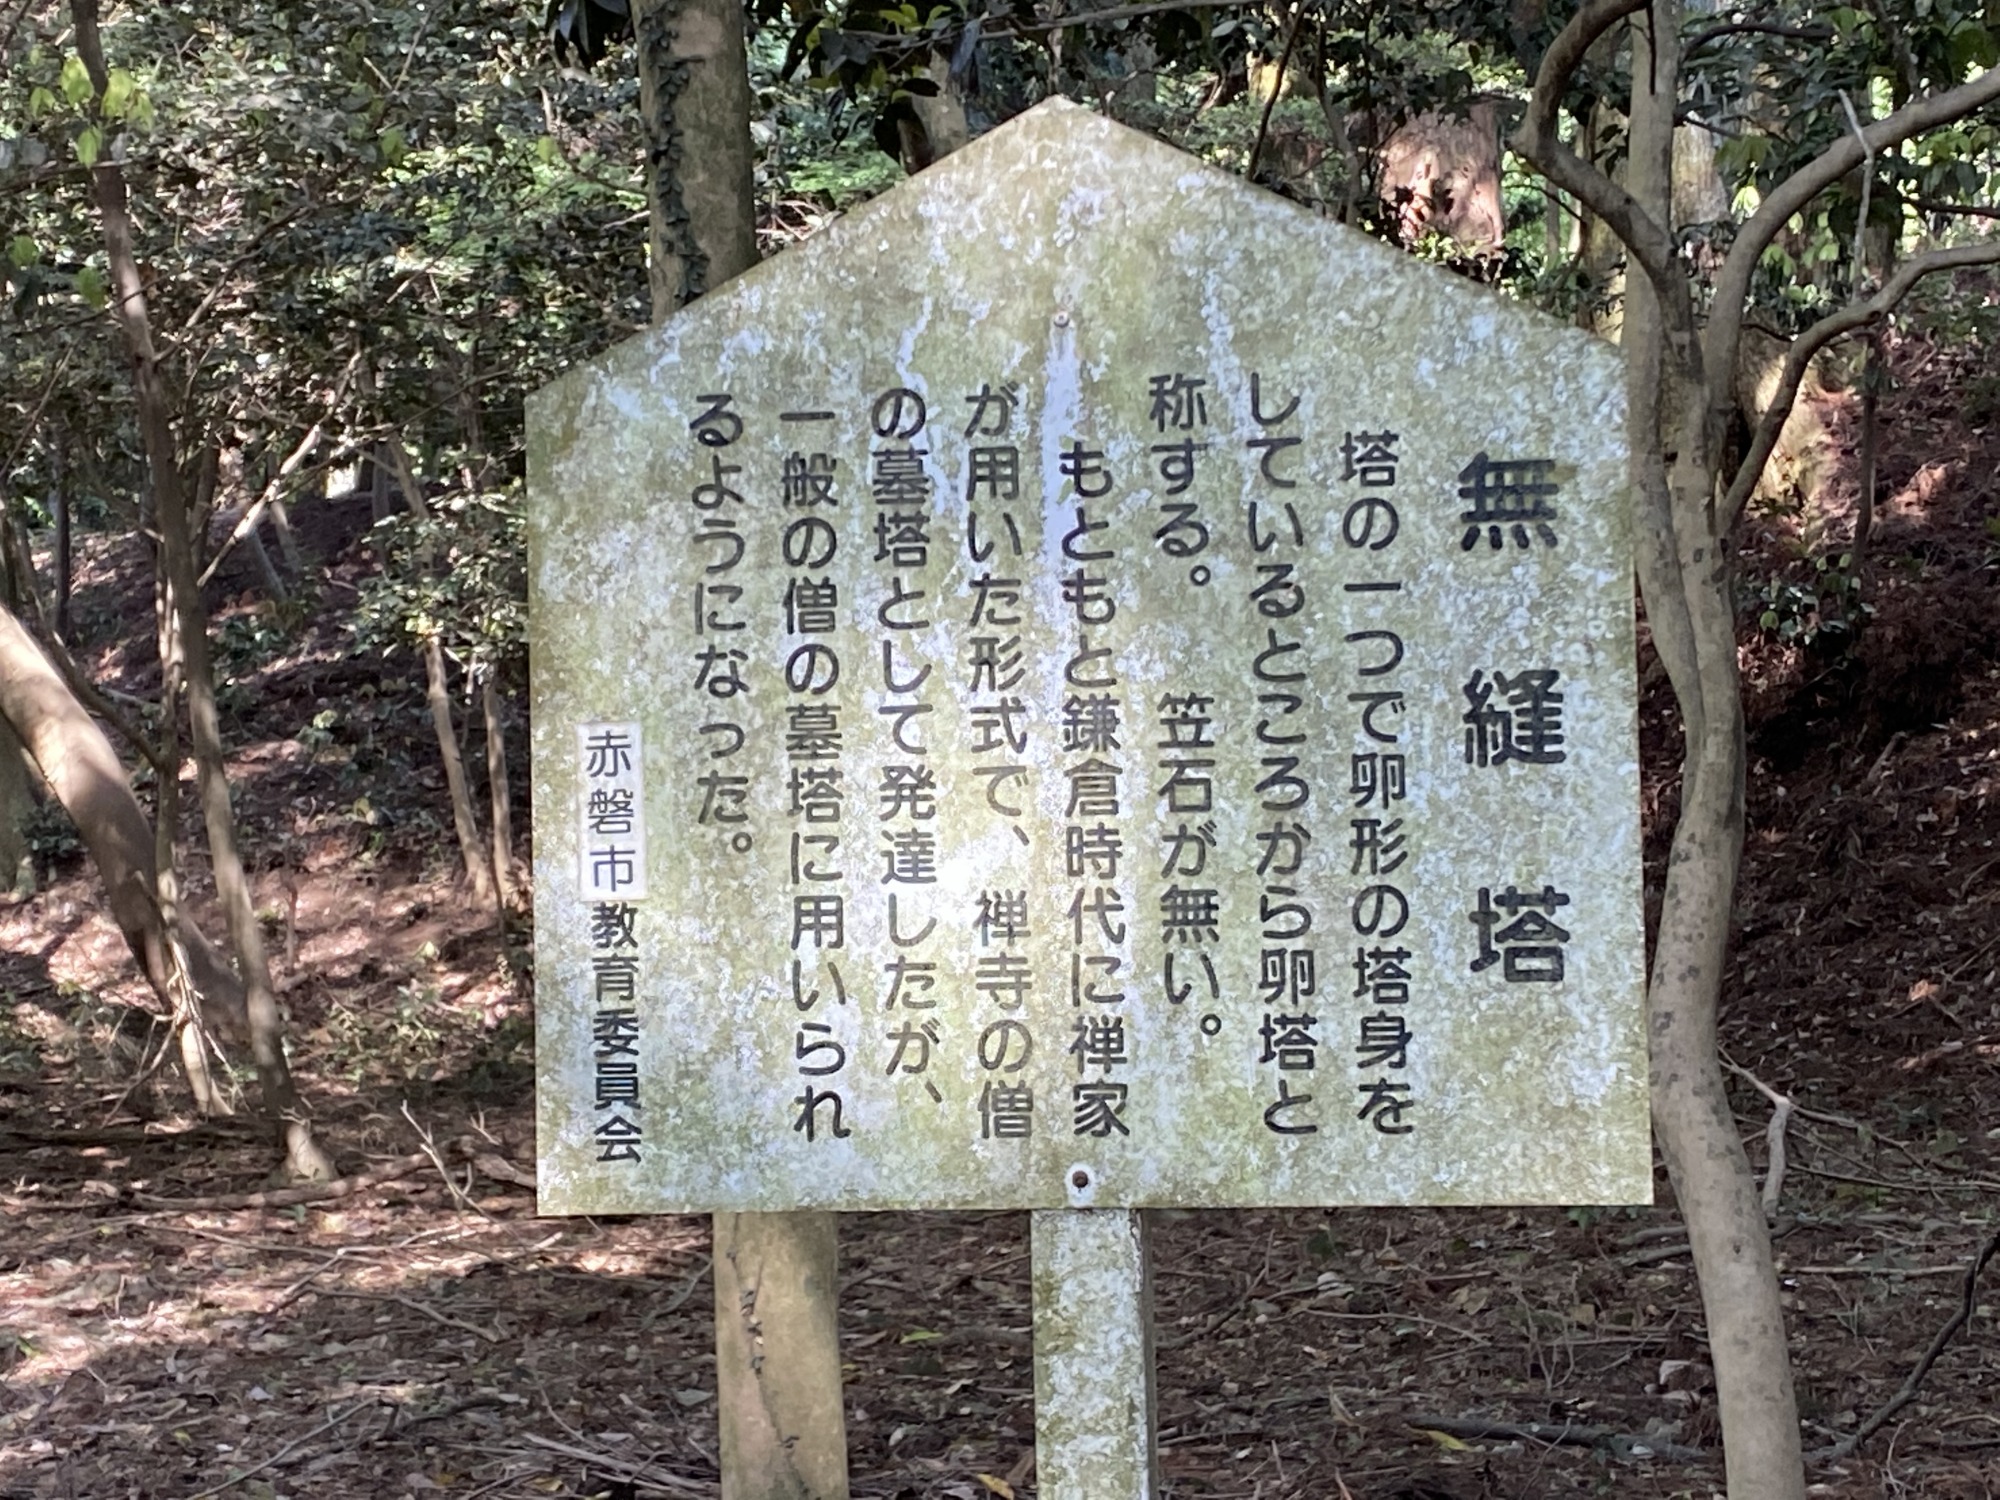 無縫塔
塔の一つで卵形の塔身を
しているところから卵塔と
称する。　笠石が無い。
もともと鎌倉時代に禅家
が用いた形式で、禅寺の僧
の墓塔として発達したが、
一般の僧の墓塔に用いられ
るようになった。
赤磐市教育委員会